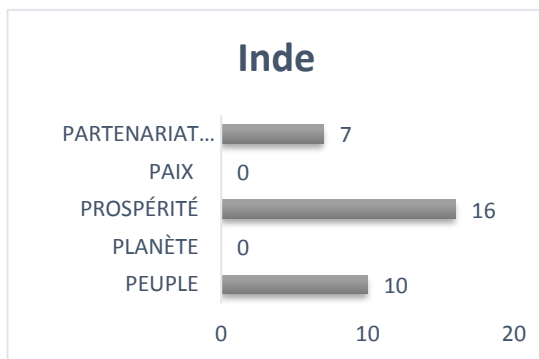 Inde
PARTENARIAT... 7
PAIX 0
PROSPÉRITÉ 16
PLANÈTE 0
PEUPLE 10
0 10 20